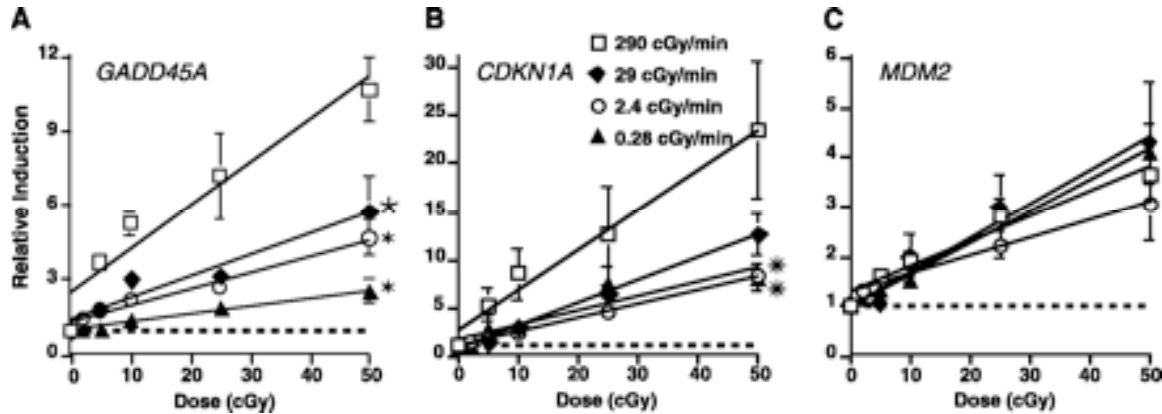 A
B
C
GADD45A
CDKN1A
MDM2
290 cGy/min
29 cGy/min
2.4 cGy/min
0.28 cGy/min
Relative Induction
12
9
6
3
0
0 10 20 30 40 50
Dose (cGy)
30
25
20
15
10
5
0
0 10 20 30 40 50
Dose (cGy)
6
5
4
3
2
1
0
0 10 20 30 40 50
Dose (cGy)